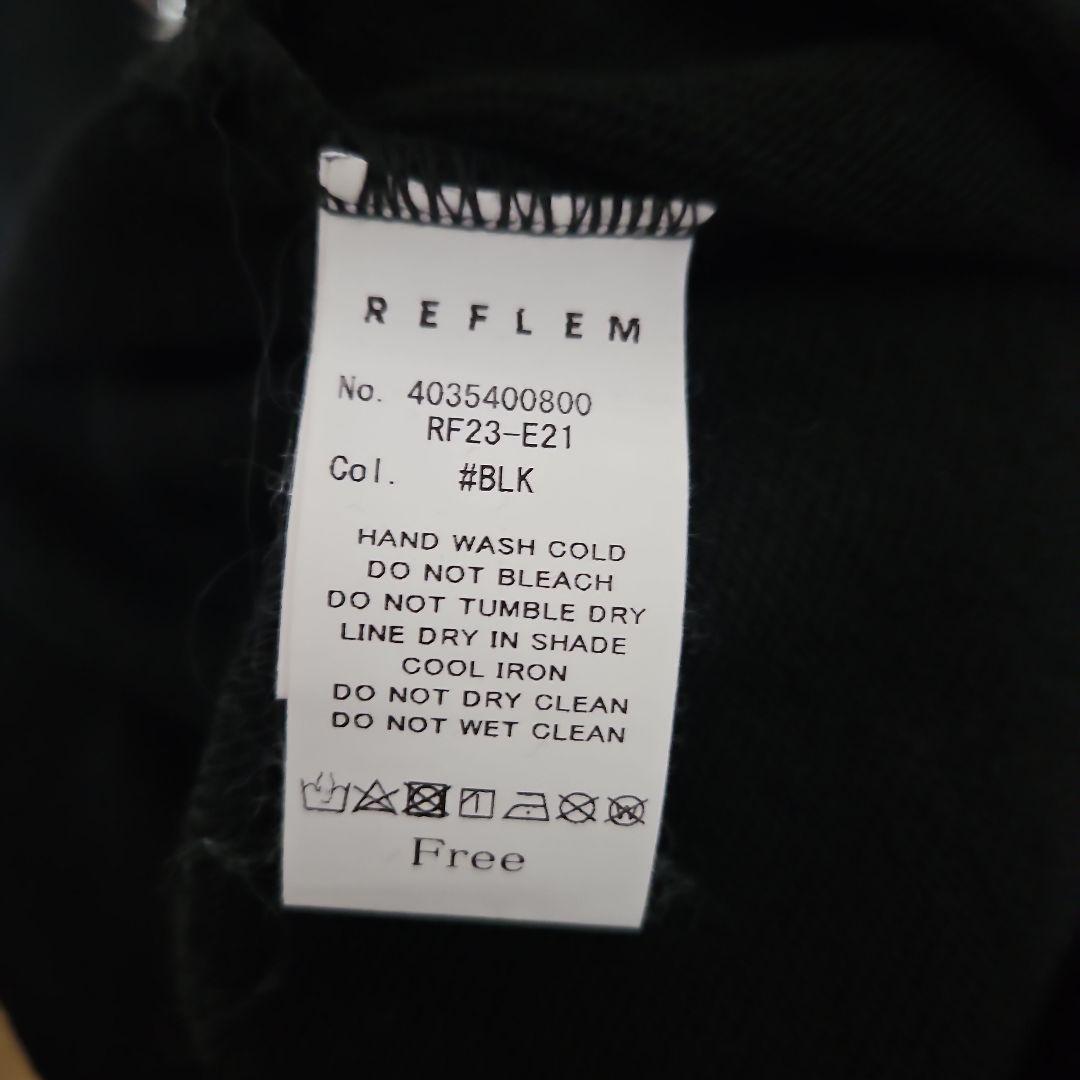 REFLEM
No. 4035400800
RF23-E21
Col. #BLK
HAND WASH COLD
DO NOT BLEACH
DO NOT TUMBLE DRY
LINE DRY IN SHADE
COOL IRON
DO NOT DRY CLEAN
DO NOT WET CLEAN
W
Free